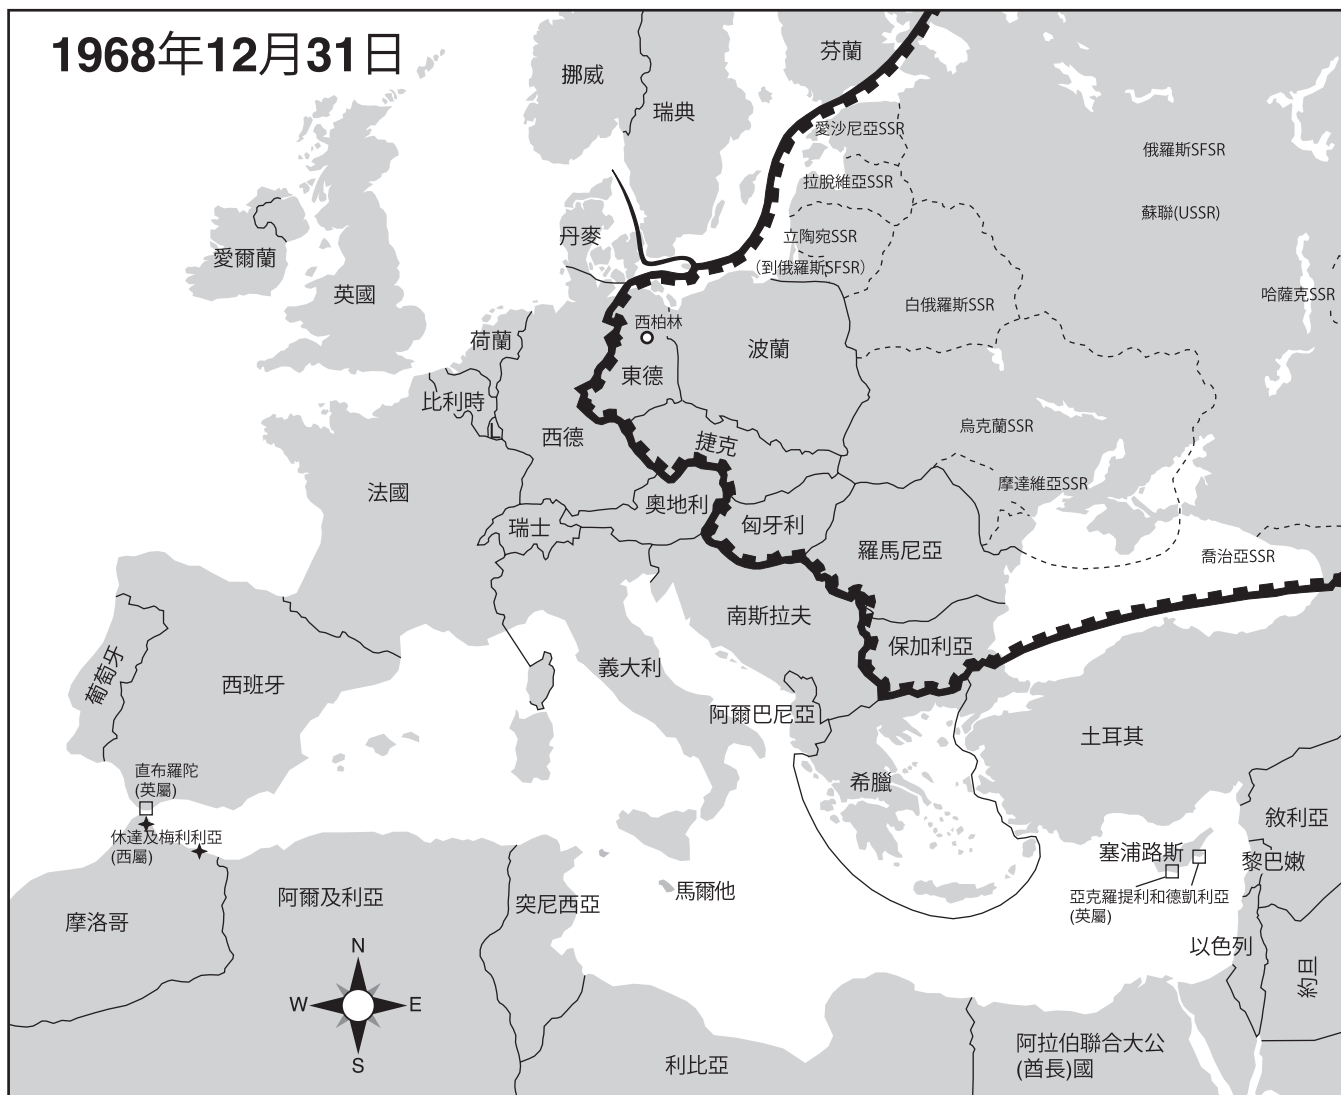 1968年12月31日
挪威
瑞典
芬蘭
愛沙尼亞SSR
俄羅斯SFSR
拉脫維亞SSR
蘇聯(USSR)
丹麥
立陶宛SSR
(到俄羅斯SFSR)
愛爾蘭
英國
白俄羅斯SSR
哈薩克SSR
西柏林
荷蘭
波蘭
東德
比利時
L
西德
捷克
烏克蘭SSR
法國
摩達維亞SSR
奧地利
瑞士
匈牙利
羅馬尼亞
喬治亞SSR
南斯拉夫
保加利亞
葡萄牙
西班牙
義大利
阿爾巴尼亞
土耳其
直布羅陀
(英屬)
希臘
休達及梅利利亞
(西屬)
敘利亞
塞浦路斯
黎巴嫩
亞克羅提利和德凱利亞
(英屬)
摩洛哥
阿爾及利亞
突尼西亞
馬爾他
以色列
約旦
N
W
E
S
利比亞
阿拉伯聯合大公
(酋長)國